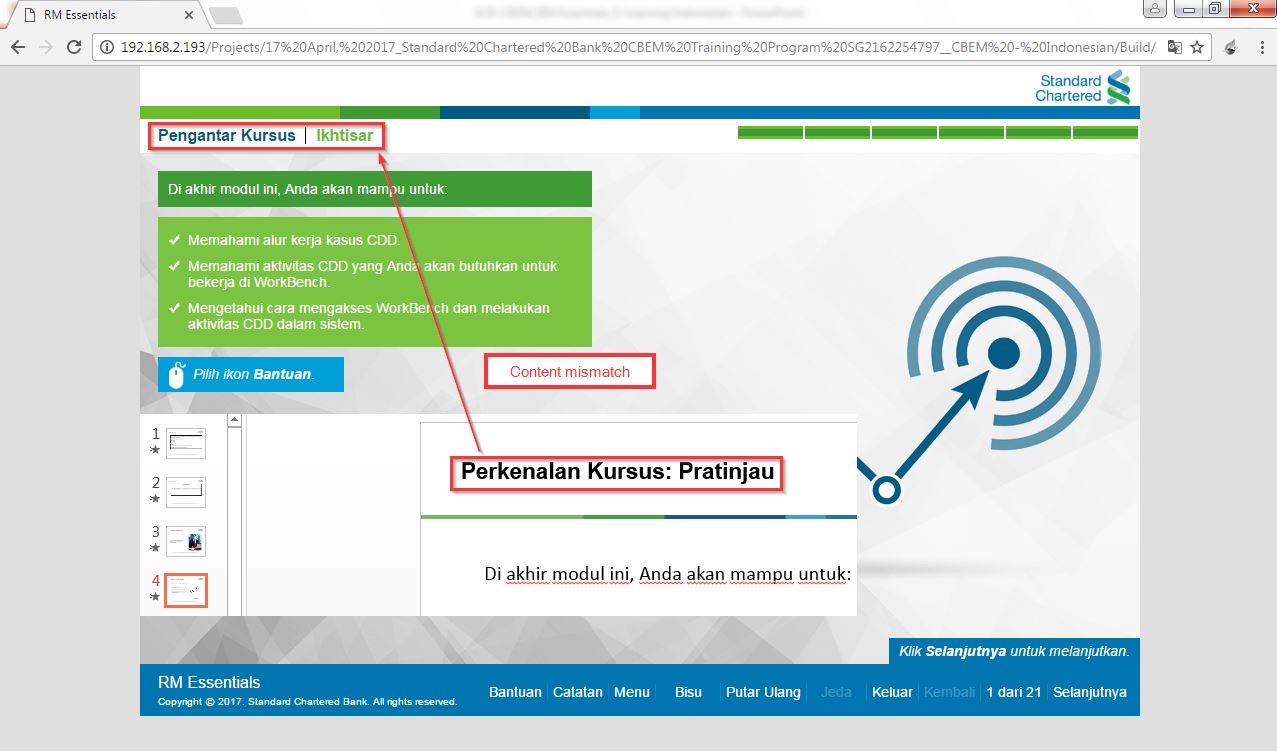 RM Essentials
192.168.2.193/Projects/17%20April,%202017_Standard%20Chartered%20Bank%20CBEM%20Training%20Program%20SG2162254797__CBEM%20-%20Indonesian/Build/
Standard
Chartered
Pengantar Kursus | Ikhtisar
Di akhir modul ini, Anda akan mampu untuk:
Memahami alur kerja kasus CDD.
Memahami aktivitas CDD yang Anda akan butuhkan untuk
bekerja di WorkBench.
Mengetahui cara mengakses WorkBench dan melakukan
aktivitas CDD dalam sistem.
Pilih ikon Bantuan.
Content mismatch
1
2
3
4
Perkenalan Kursus: Pratinjau
Di akhir modul ini, Anda akan mampu untuk:
Klik Selanjutnya untuk melanjutkan.
RM Essentials
Copyright © 2017. Standard Chartered Bank. All rights reserved.
Bantuan Catatan Menu Bisu Putar Ulang Jeda Keluar Kembali 1 dari 21 Selanjutnya